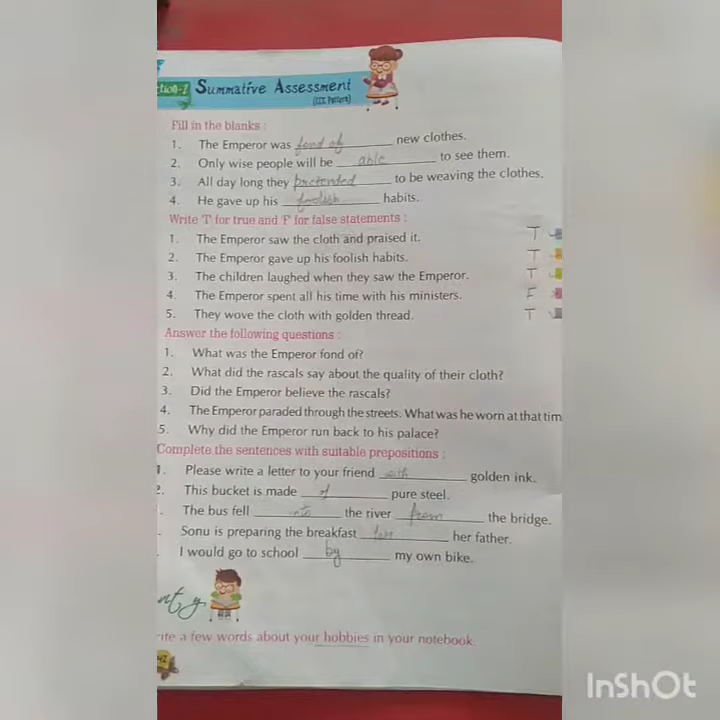 ction-I Summative Assessment
(CCE Pattern)
Fill in the blanks :
1. The Emperor was fond of new clothes.
2. Only wise people will be able to see them.
3. All day long they pretended to be weaving the clothes.
4. He gave up his foolish habits.
Write 'T' for true and 'F' for false statements :
1. The Emperor saw the cloth and praised it. T
2. The Emperor gave up his foolish habits. T
3. The children laughed when they saw the Emperor. T
4. The Emperor spent all his time with his ministers. F
5. They wove the cloth with golden thread. T
Answer the following questions :
1. What was the Emperor fond of?
2. What did the rascals say about the quality of their cloth?
3. Did the Emperor believe the rascals?
4. The Emperor paraded through the streets. What was he worn at that tim
5. Why did the Emperor run back to his palace?
Complete the sentences with suitable prepositions :
1. Please write a letter to your friend with golden ink.
2. This bucket is made of pure steel.
. The bus fell into the river from the bridge.
. Sonu is preparing the breakfast for her father.
. I would go to school by my own bike.
nt y
rite a few words about your hobbies in your notebook.
42
InShOt